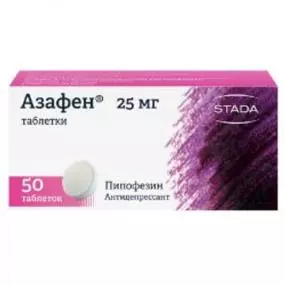 Азафен® 25 мг
таблетки
STADA
50
таблеток
Пипофезин
Антидепрессант